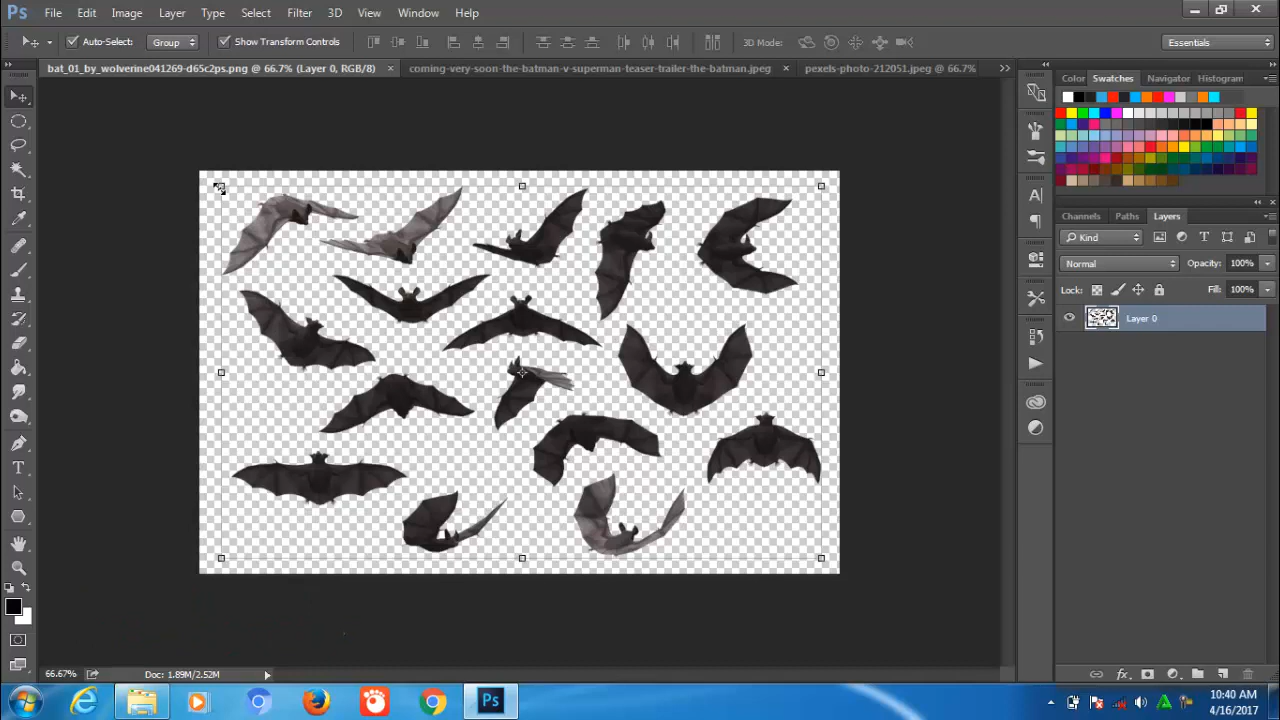 Ps File Edit Image Layer Type Select Filter 3D View Window Help
Auto-Select: Group Show Transform Controls 3D Mode: Essentials
bat_01_by_wolverine041269-d65c2ps.png @ 66.7% (Layer 0, RGB/8) × coming-very-soon-the-batman-v-superman-teaser-trailer-the-batman.jpeg × pexels-photo-212051.jpeg @ 66.7%
Color Swatches Navigator Histogram
Channels Paths Layers
Kind
Normal Opacity: 100%
Lock: Fill: 100%
Layer 0
66.67% Doc: 1.89M/2.52M
Ps
10:40 AM
4/16/2017